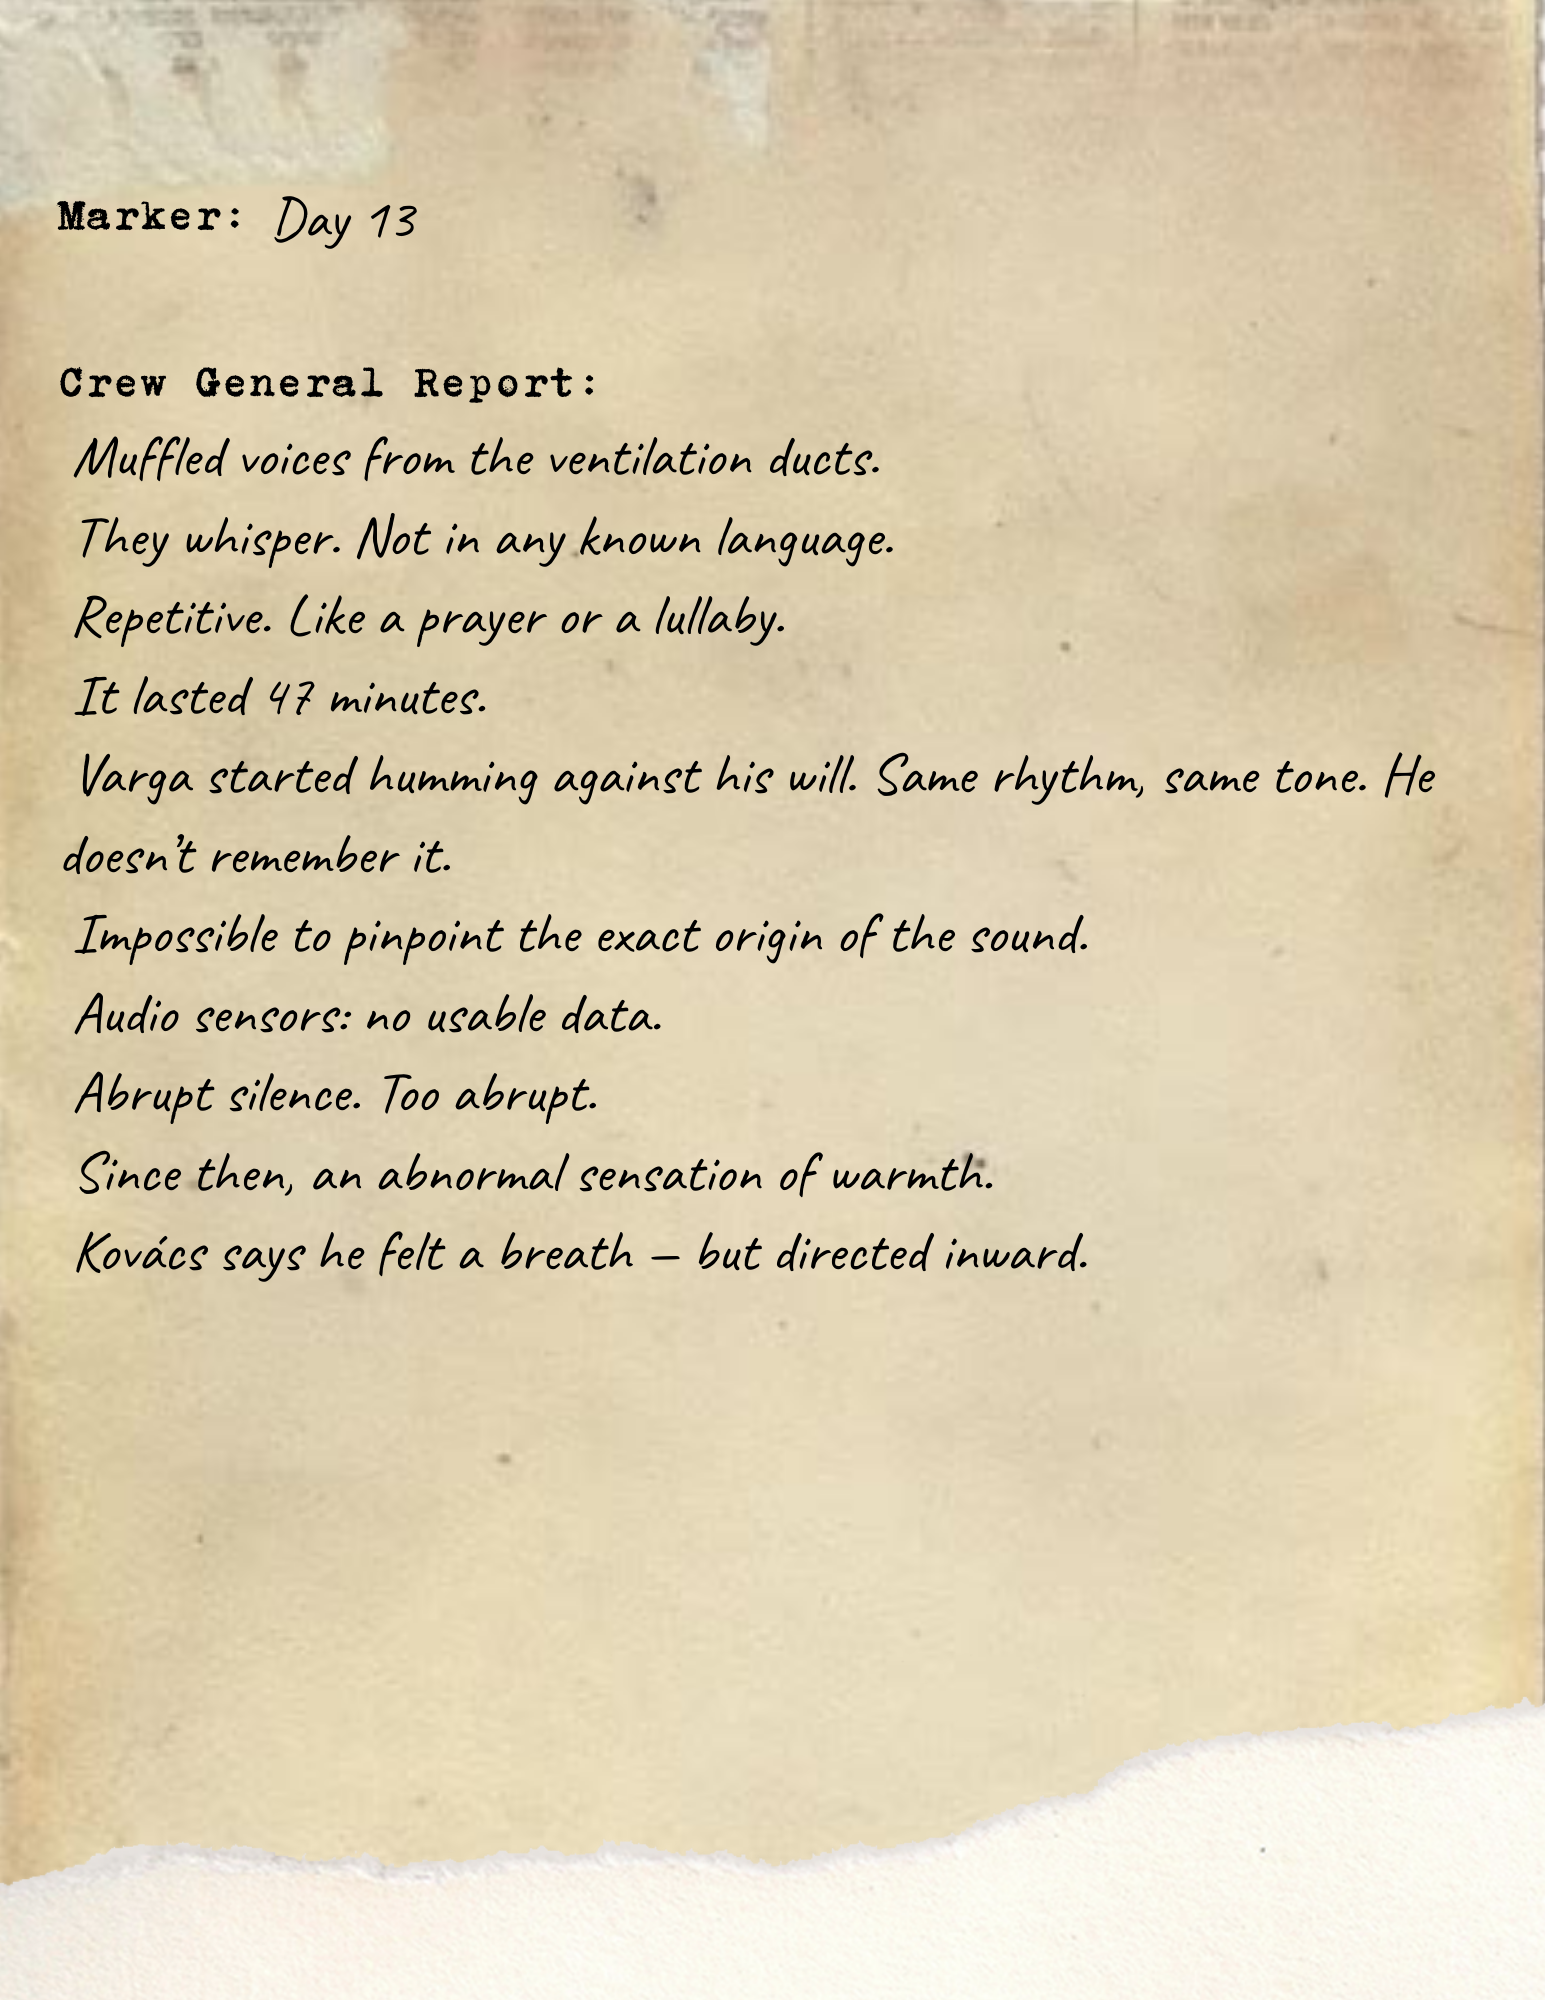 Marker: Day 13
Crew General Report:
Muffled voices from the ventilation ducts.
They whisper. Not in any known language.
Repetitive. Like a prayer or a lullaby.
It lasted 47 minutes.
Varga started humming against his will. Same rhythm, same tone. He
doesn't remember it.
Impossible to pinpoint the exact origin of the sound.
Audio sensors: no usable data.
Abrupt silence. Too abrupt.
Since then, an abnormal sensation of warmth.
Kovács says he felt a breath – but directed inward.